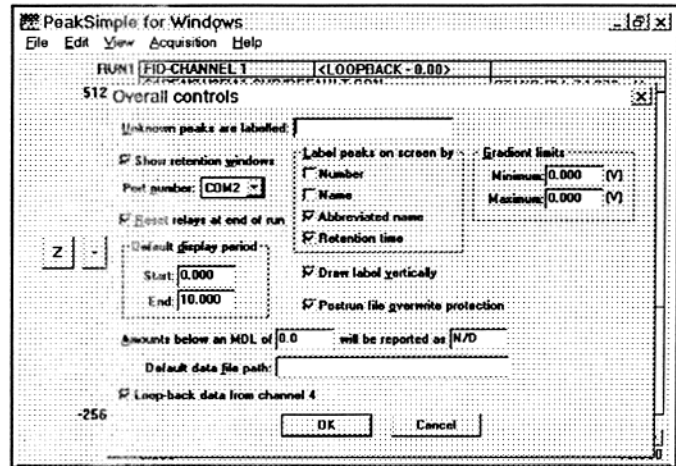 PeakSimple for Windows
File Edit View Acquisition Help
RUN1 FID-CHANNEL 1 <LOOPBACK - 0.00>
512
Overall controls
Unknown peaks are labelled:
Show retention windows
Port number: COM2
Reset relays at end of run
Label peaks on screen by
Number
Name
Abbreviated name
Retention time
Gradient limits
Minimum: 0.000 (V)
Maximum: 0.000 (V)
Z -
Default display period
Start: 0.000
End: 10.000
Draw label vertically
Postrun file overwrite protection
Amounts below an MDL of 0.0 will be reported as N/D
Default data file path:
Loop-back data from channel 4
-256
OK Cancel